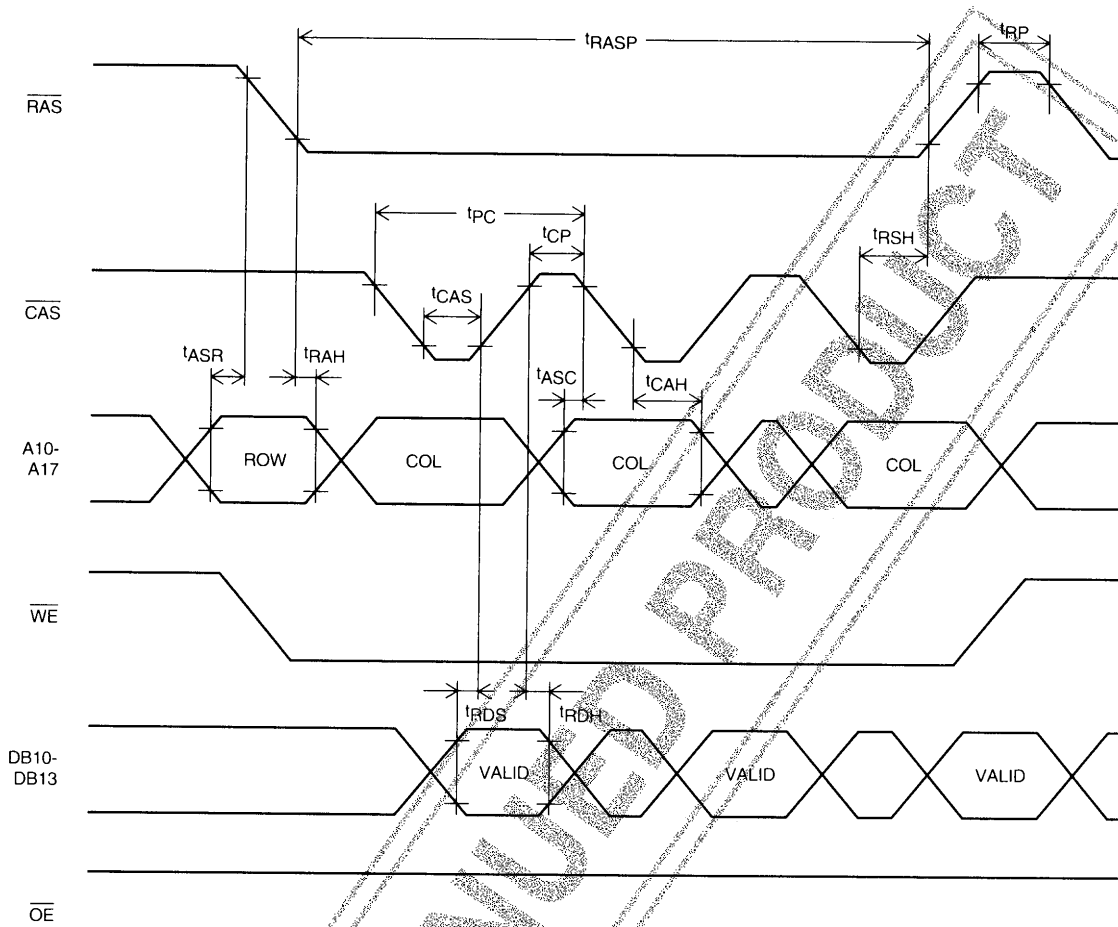 tRASP
tRP
RAS
tPC
tCP
tRSH
tCAS
CAS
tASR
tRAH
tASC
tCAH
A10-
A17
ROW
COL
COL
COL
WE
tRDS
tRDH
DB10-
DB13
VALID
VALID
VALID
OE
NUED PRODUCT